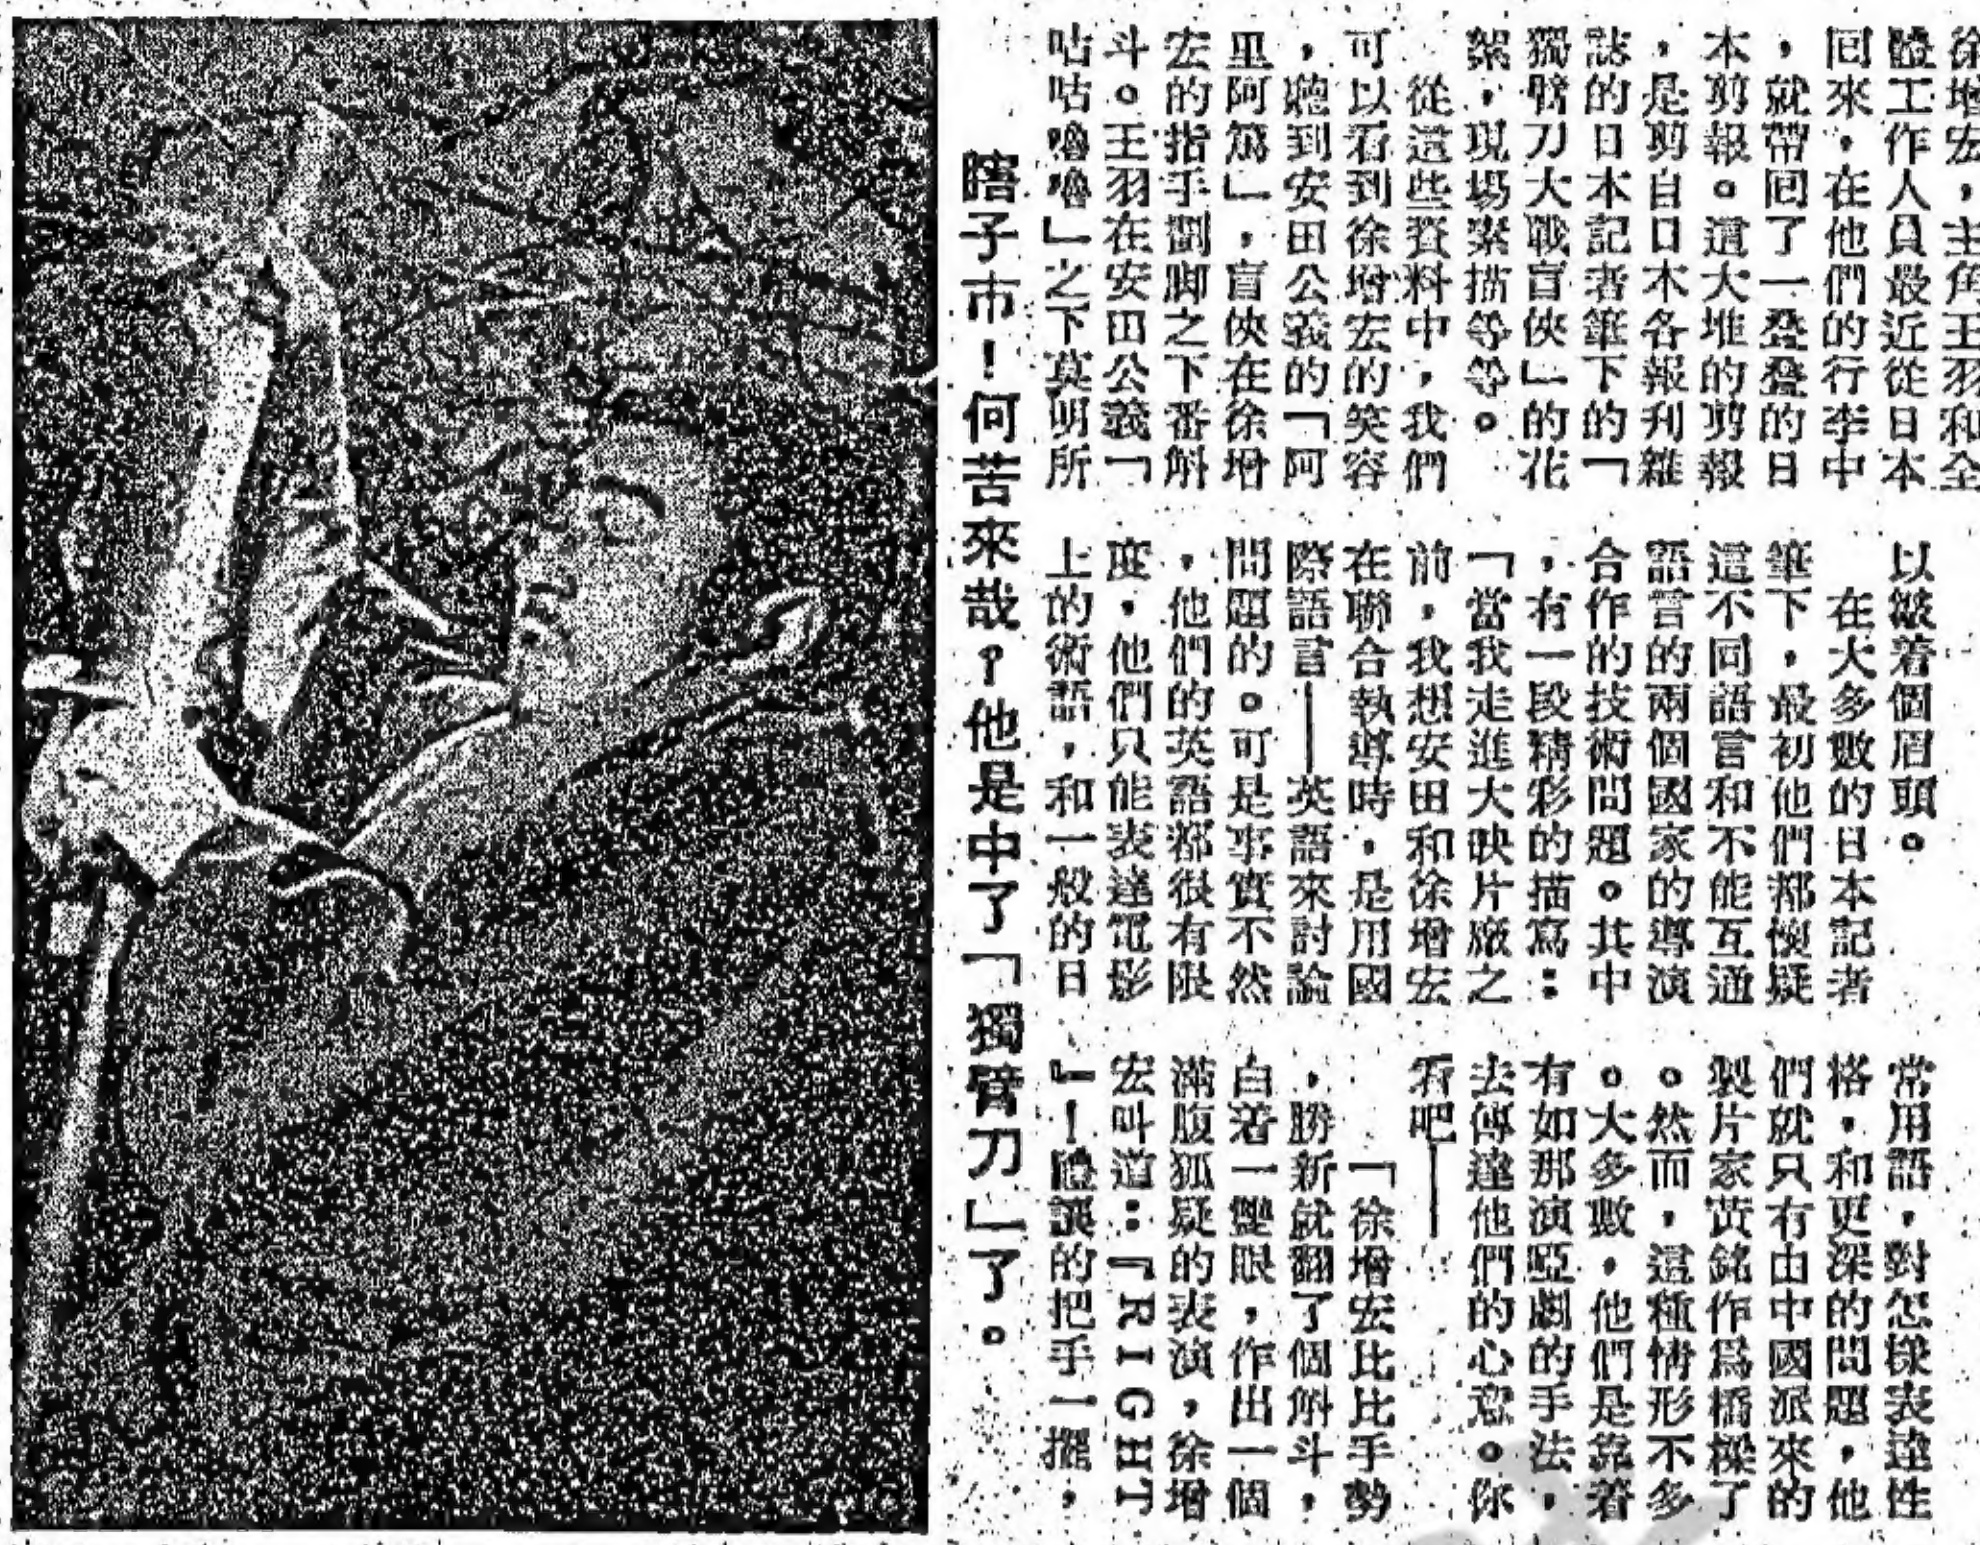 徐增宏，主角王羽和全
體工作人員最近從日本
囘來，在他們的行李中
，就帶囘了一叠叠的日
本剪報。這大堆的剪報
，是剪自日本各報刋雜
誌的日本記者筆下的「
獨臂刀大戰盲俠」的花
絮，現塲素描等等。
從這些資料中，我們
可以看到徐增宏的笑容
，聽到安田公義的「阿
里阿篤」，盲俠在徐增
宏的指手劃脚之下番斛
斗。王羽在安田公義「
咕咕嚕嚕」之下莫明所
以皺着個眉頭。
在大多數的日本記者
筆下，最初他們都懷疑
這不同語言和不能互通
語言的兩個國家的導演
合作的技術問題。其中
，有一段精彩的描寫：
「當我走進大映片廠之
前，我想安田和徐增宏
在聯合執導時，是用國
際語言——英語來討論
問題的。可是事實不然
，他們的英語都很有限
度，他們只能表達電影
上的術語，和一般的日
常用語，對怎樣表達性
格，和更深的問題，他
們就只有由中國派來的
製片家黃銘作爲橋樑了
。然而，這種情形不多
。大多數，他們是靠着
有如那演啞劇的手法，
去傳達他們的心意。你
看吧——
「徐增宏比比手勢
，勝新就翻了個斛斗，
白着一雙眼，作出一個
滿腹狐疑的表演，徐增
宏叫道：『RIGHT
』！隨讓的把手一擺，
瞎子市！何苦來哉？他是中了「獨臂刀」了。